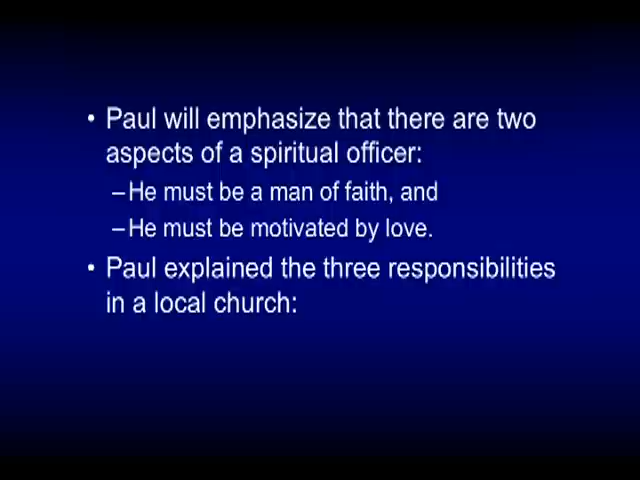 • Paul will emphasize that there are two
aspects of a spiritual officer:
–He must be a man of faith, and
–He must be motivated by love.
• Paul explained the three responsibilities
in a local church: